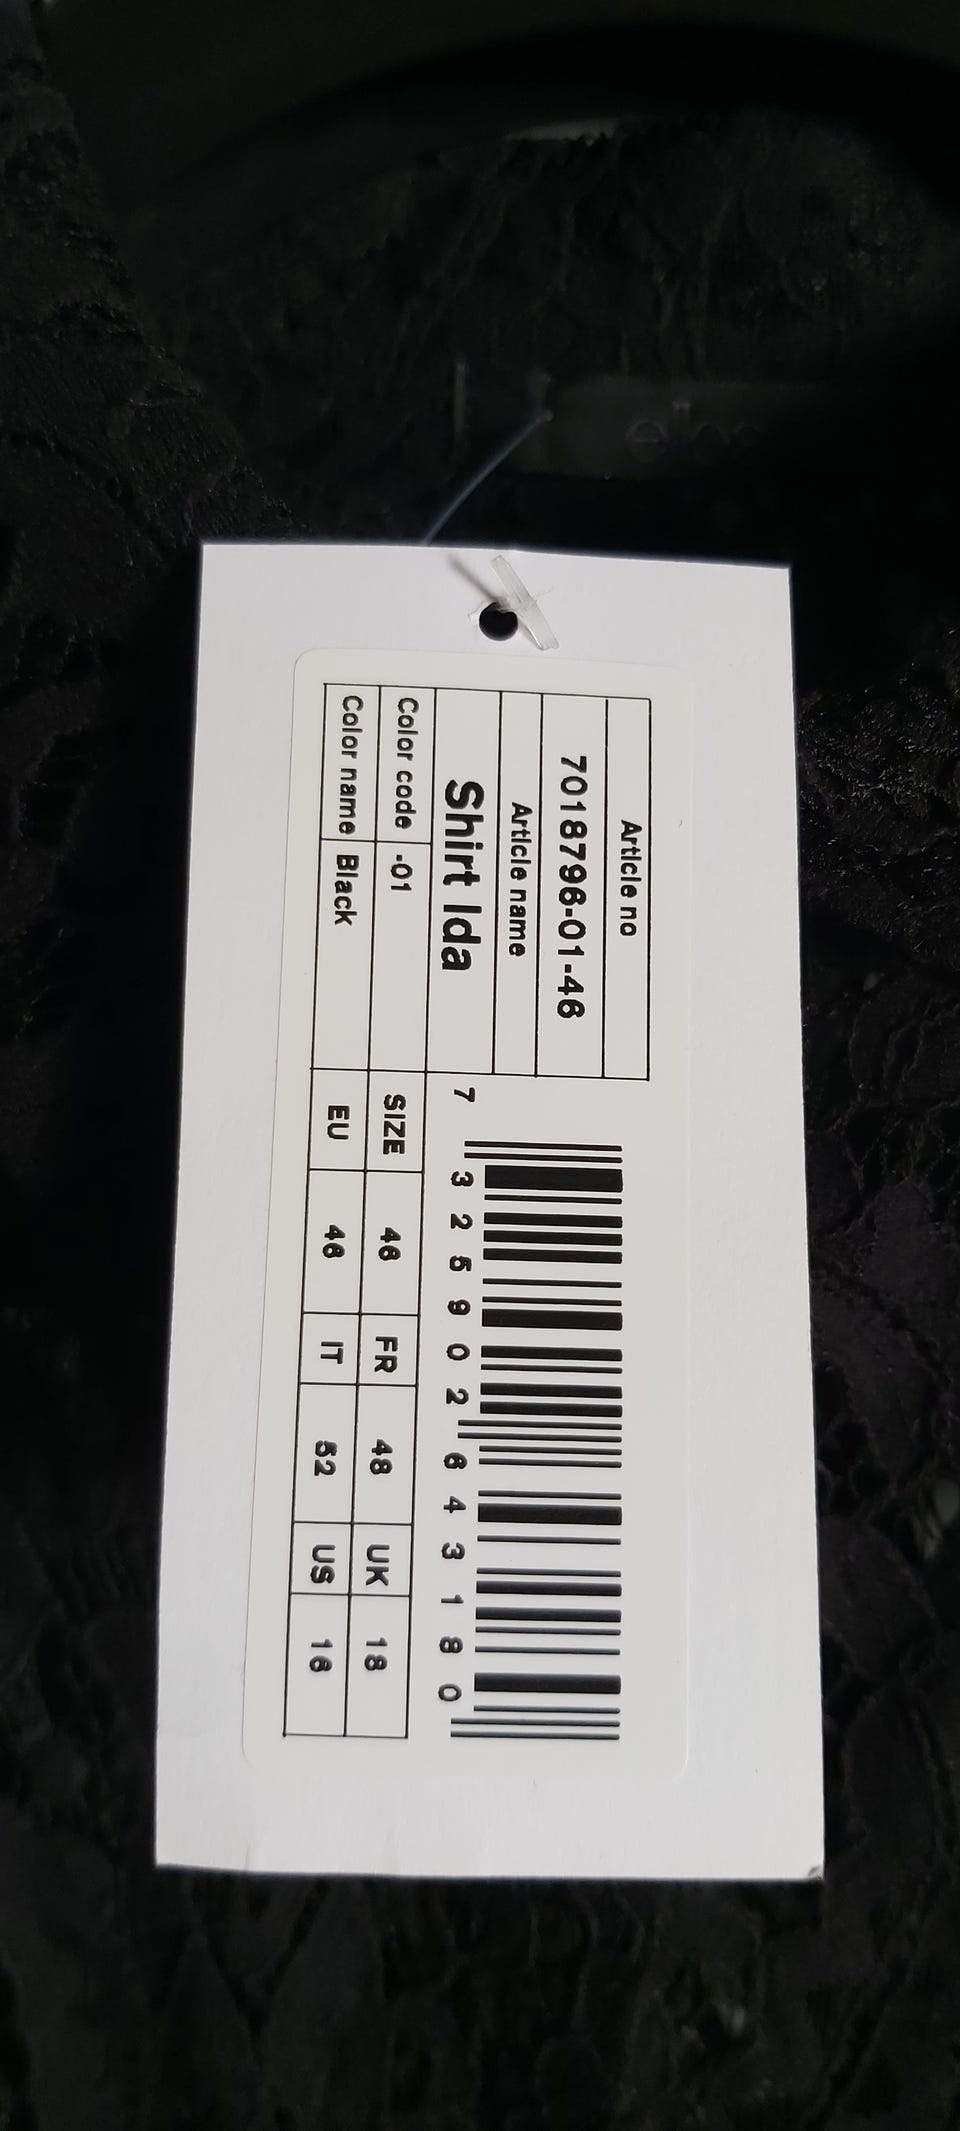 Article no
7018796-01-46
Article name
Shirt Ida
7 325902 643180
Color code -01 SIZE 46 FR 48 UK 18
Color name Black EU 46 IT 52 US 16